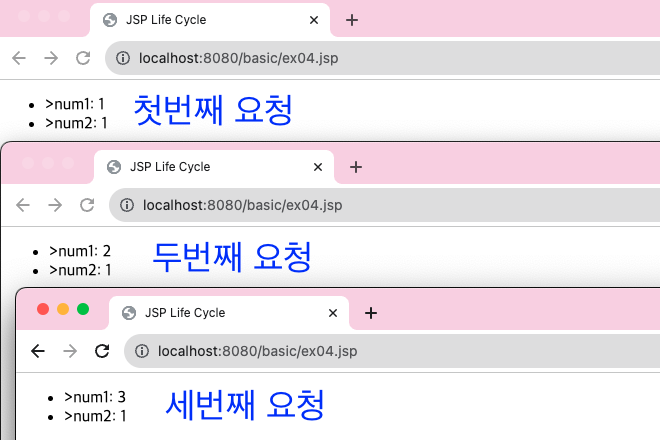 JSP Life Cycle
localhost:8080/basic/ex04.jsp
>num1: 1
>num2: 1
첫번째 요청
JSP Life Cycle
localhost:8080/basic/ex04.jsp
>num1: 2
>num2: 1
두번째 요청
JSP Life Cycle
localhost:8080/basic/ex04.jsp
>num1: 3
>num2: 1
세번째 요청